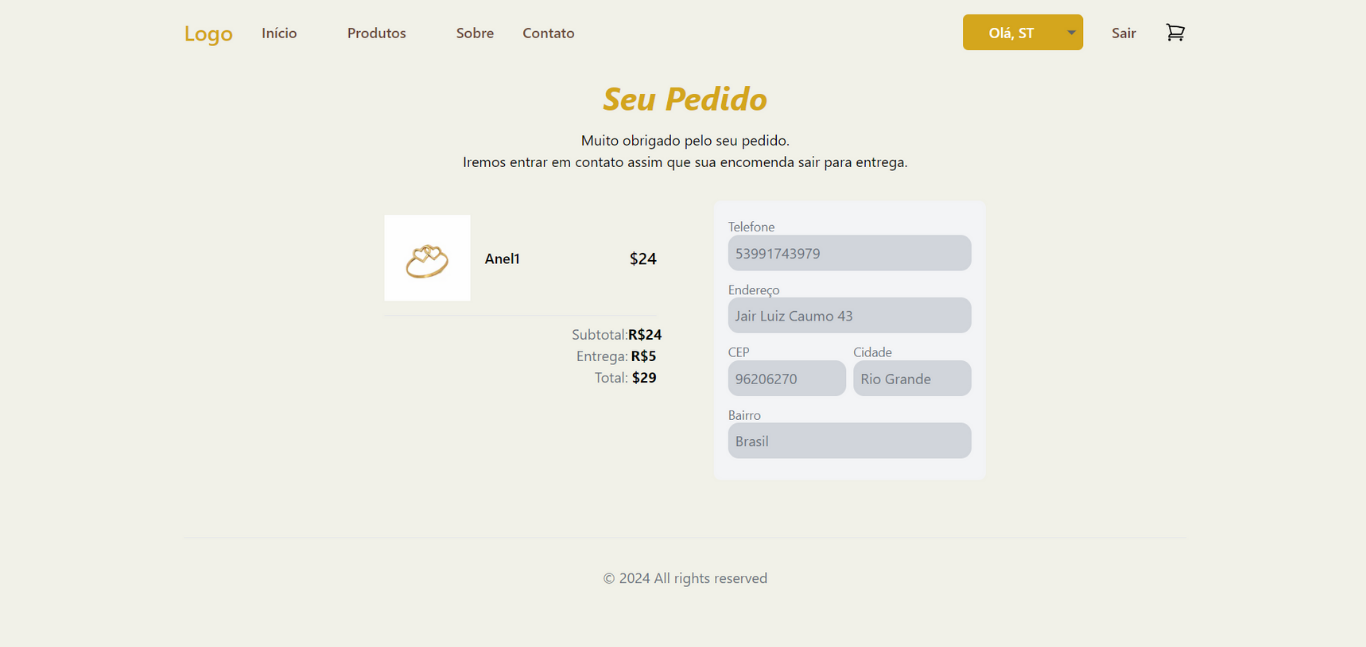 Logo
Início
Produtos
Sobre
Contato
Olá, ST
Sair
Seu Pedido
Muito obrigado pelo seu pedido.
Iremos entrar em contato assim que sua encomenda sair para entrega.
Anel1
$24
Subtotal:R$24
Entrega: R$5
Total: $29
Telefone
53991743979
Endereço
Jair Luiz Caumo 43
CEP
96206270
Cidade
Rio Grande
Bairro
Brasil
© 2024 All rights reserved